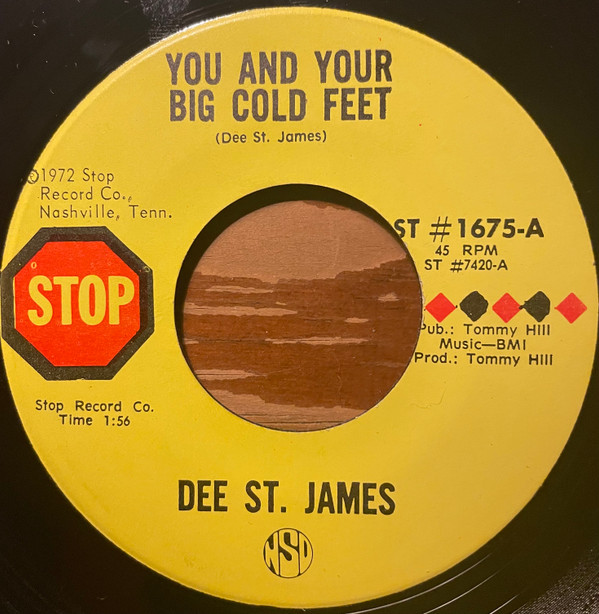 YOU AND YOUR
BIG COLD FEET
(Dee St. James)
℗1972 Stop
Record Co.,
Nashville, Tenn.
STOP
Stop Record Co.
Time 1:56
ST #1675-A
45 RPM
ST #7420-A
Pub.: Tommy Hill
Music—BMI
Prod.: Tommy Hill
DEE ST. JAMES
NSD